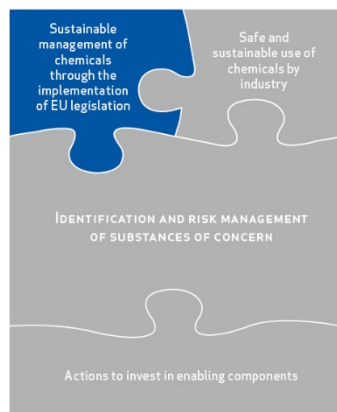 Sustainable
management of
chemicals
through the
implementation
of EU legislation
Safe and
sustainable use of
chemicals by
industry
IDENTIFICATION AND RISK MANAGEMENT
OF SUBSTANCES OF CONCERN
Actions to invest in enabling components